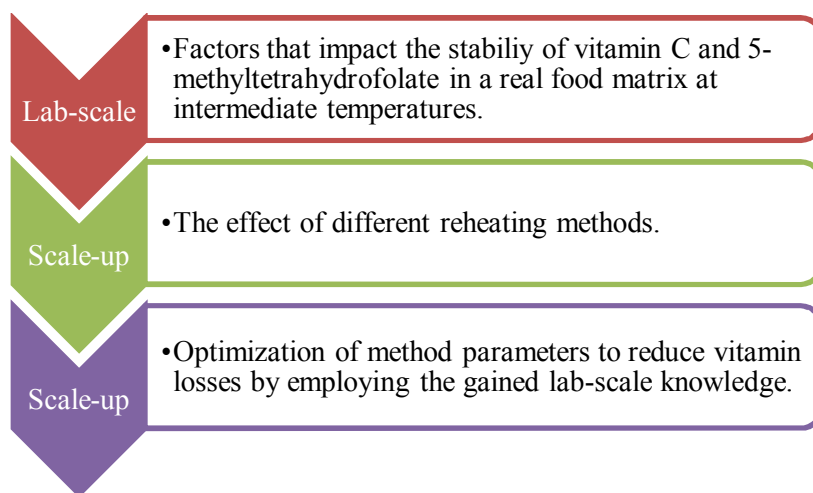 Lab-scale
•Factors that impact the stabiliy of vitamin C and 5-
methyltetrahydrofolate in a real food matrix at
intermediate temperatures.
Scale-up
•The effect of different reheating methods.
Scale-up
•Optimization of method parameters to reduce vitamin
losses by employing the gained lab-scale knowledge.